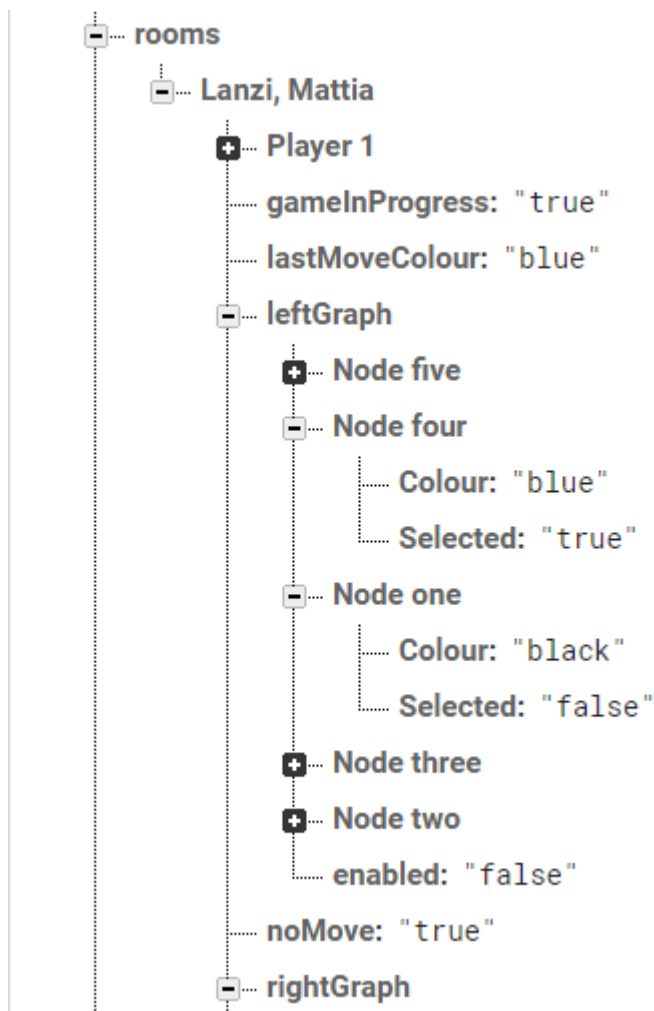 rooms
Lanzi, Mattia
Player 1
gameInProgress: "true"
lastMoveColour: "blue"
leftGraph
Node five
Node four
Colour: "blue"
Selected: "true"
Node one
Colour: "black"
Selected: "false"
Node three
Node two
enabled: "false"
noMove: "true"
rightGraph